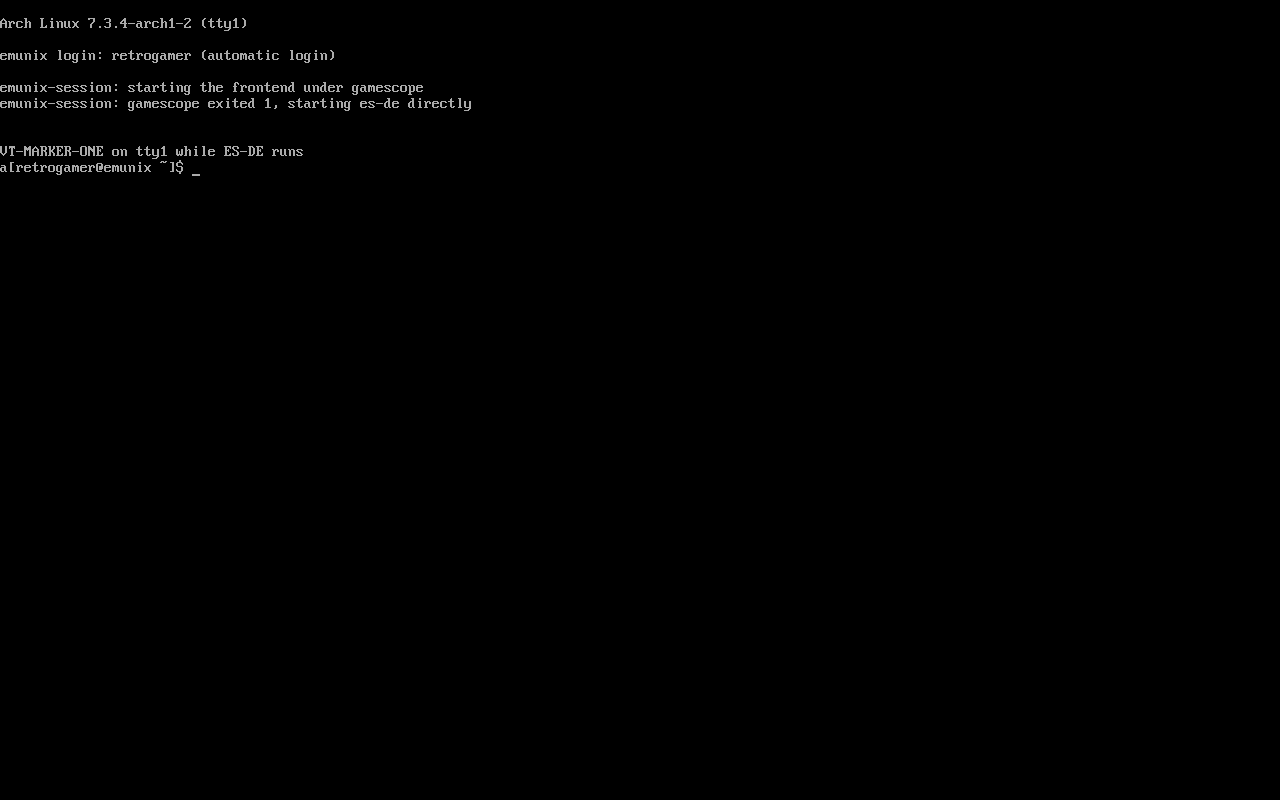 Arch Linux 7.3.4-arch1-2 (tty1)
emunix login: retrogamer (automatic login)
emunix-session: starting the frontend under gamescope
emunix-session: gamescope exited 1, starting es-de directly
VT-MARKER-ONE on tty1 while ES-DE runs
a[retrogamer@emunix ~]$ _